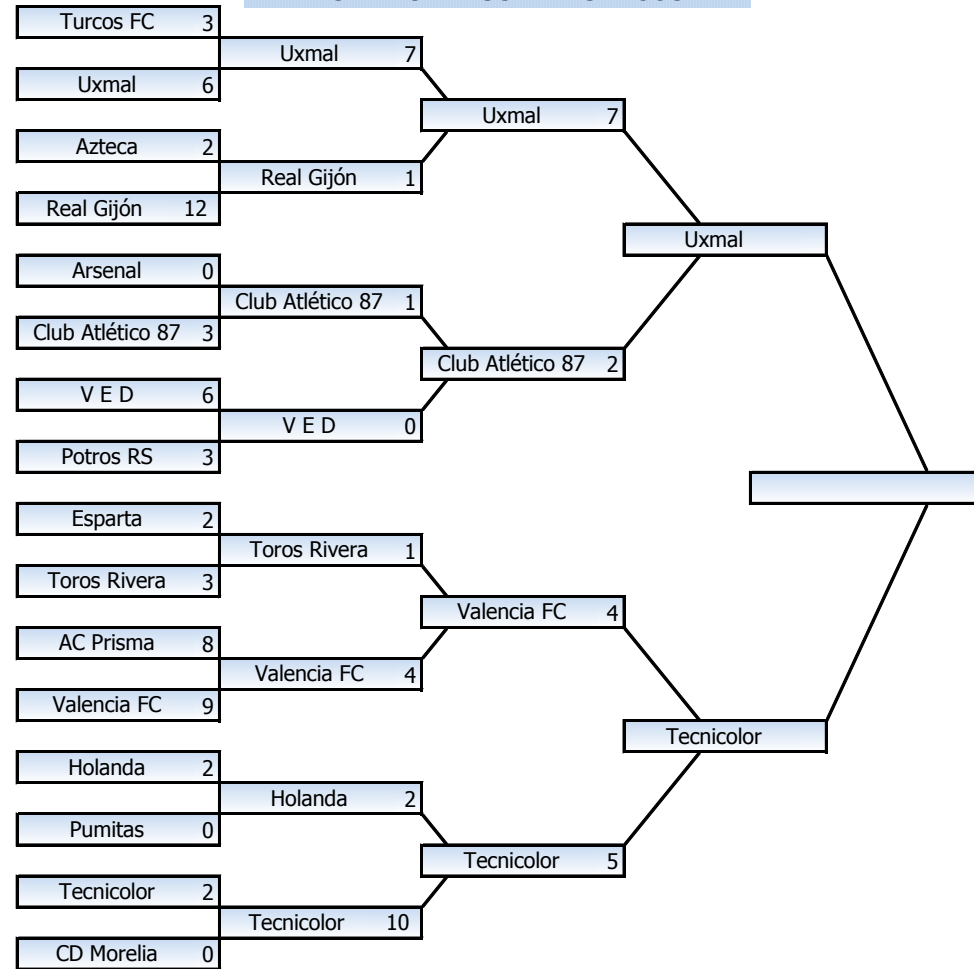 Turcos FC 3
Uxmal 7
Uxmal 6
Uxmal 7
Azteca 2
Real Gijón 1
Real Gijón 12
Uxmal
Arsenal 0
Club Atlético 87 1
Club Atlético 87 3
Club Atlético 87 2
V E D 6
V E D 0
Potros RS 3
Esparta 2
Toros Rivera 1
Toros Rivera 3
Valencia FC 4
AC Prisma 8
Valencia FC 4
Valencia FC 9
Tecnicolor
Holanda 2
Holanda 2
Pumitas 0
Tecnicolor 5
Tecnicolor 2
Tecnicolor 10
CD Morelia 0